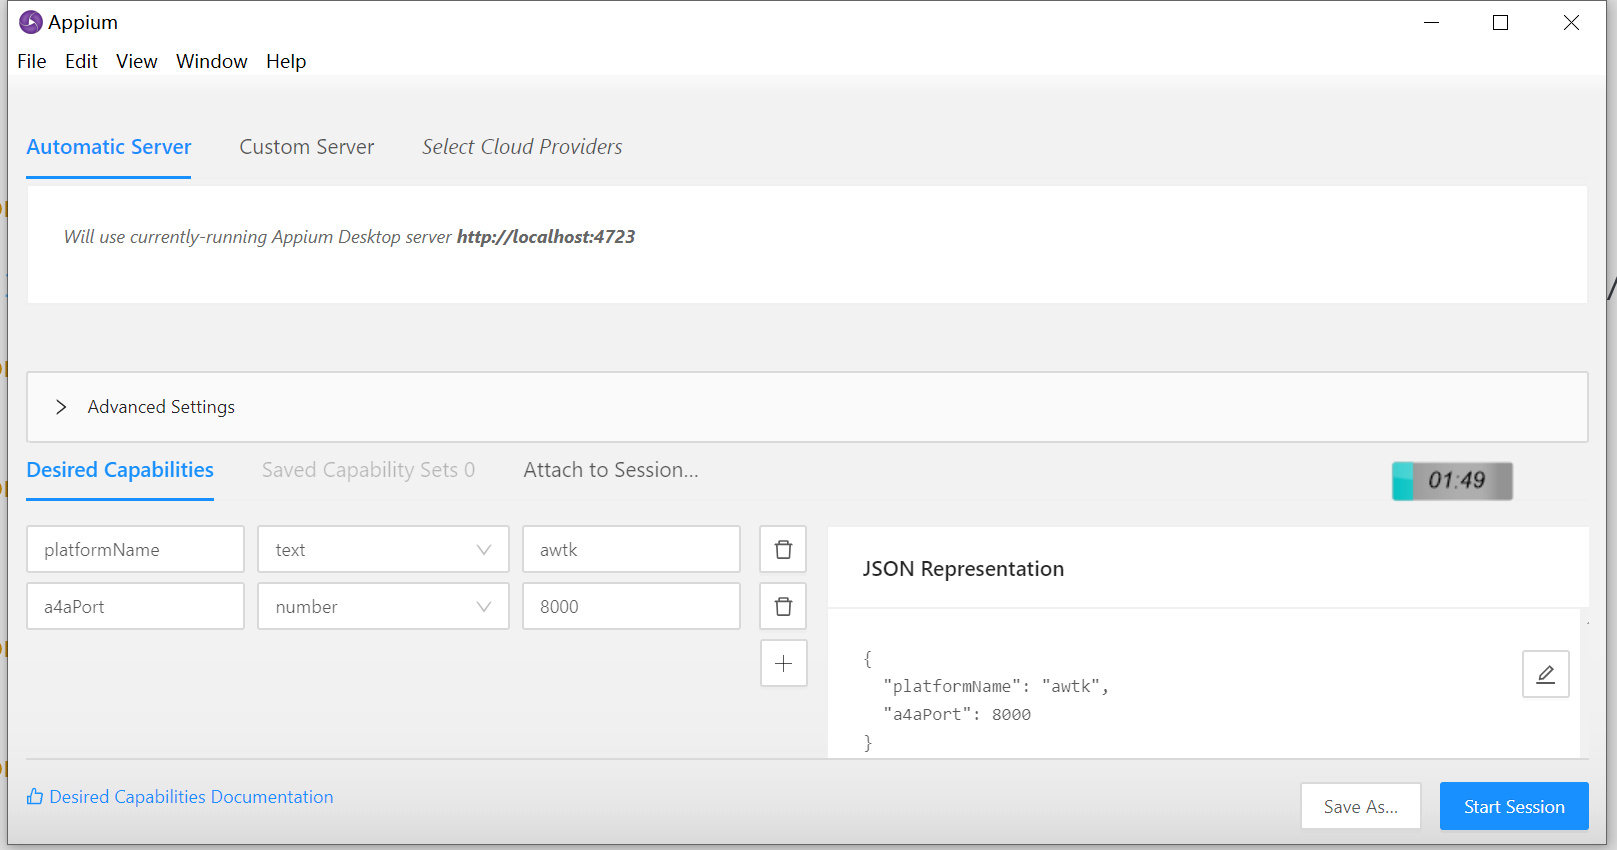 Appium
File Edit View Window Help
Automatic Server Custom Server Select Cloud Providers
Will use currently-running Appium Desktop server http://localhost:4723
Advanced Settings
Desired Capabilities Saved Capability Sets 0 Attach to Session...
01:49
platformName text awtk
a4aPort number 8000
JSON Representation
{
"platformName": "awtk",
"a4aPort": 8000
}
Desired Capabilities Documentation
Save As... Start Session